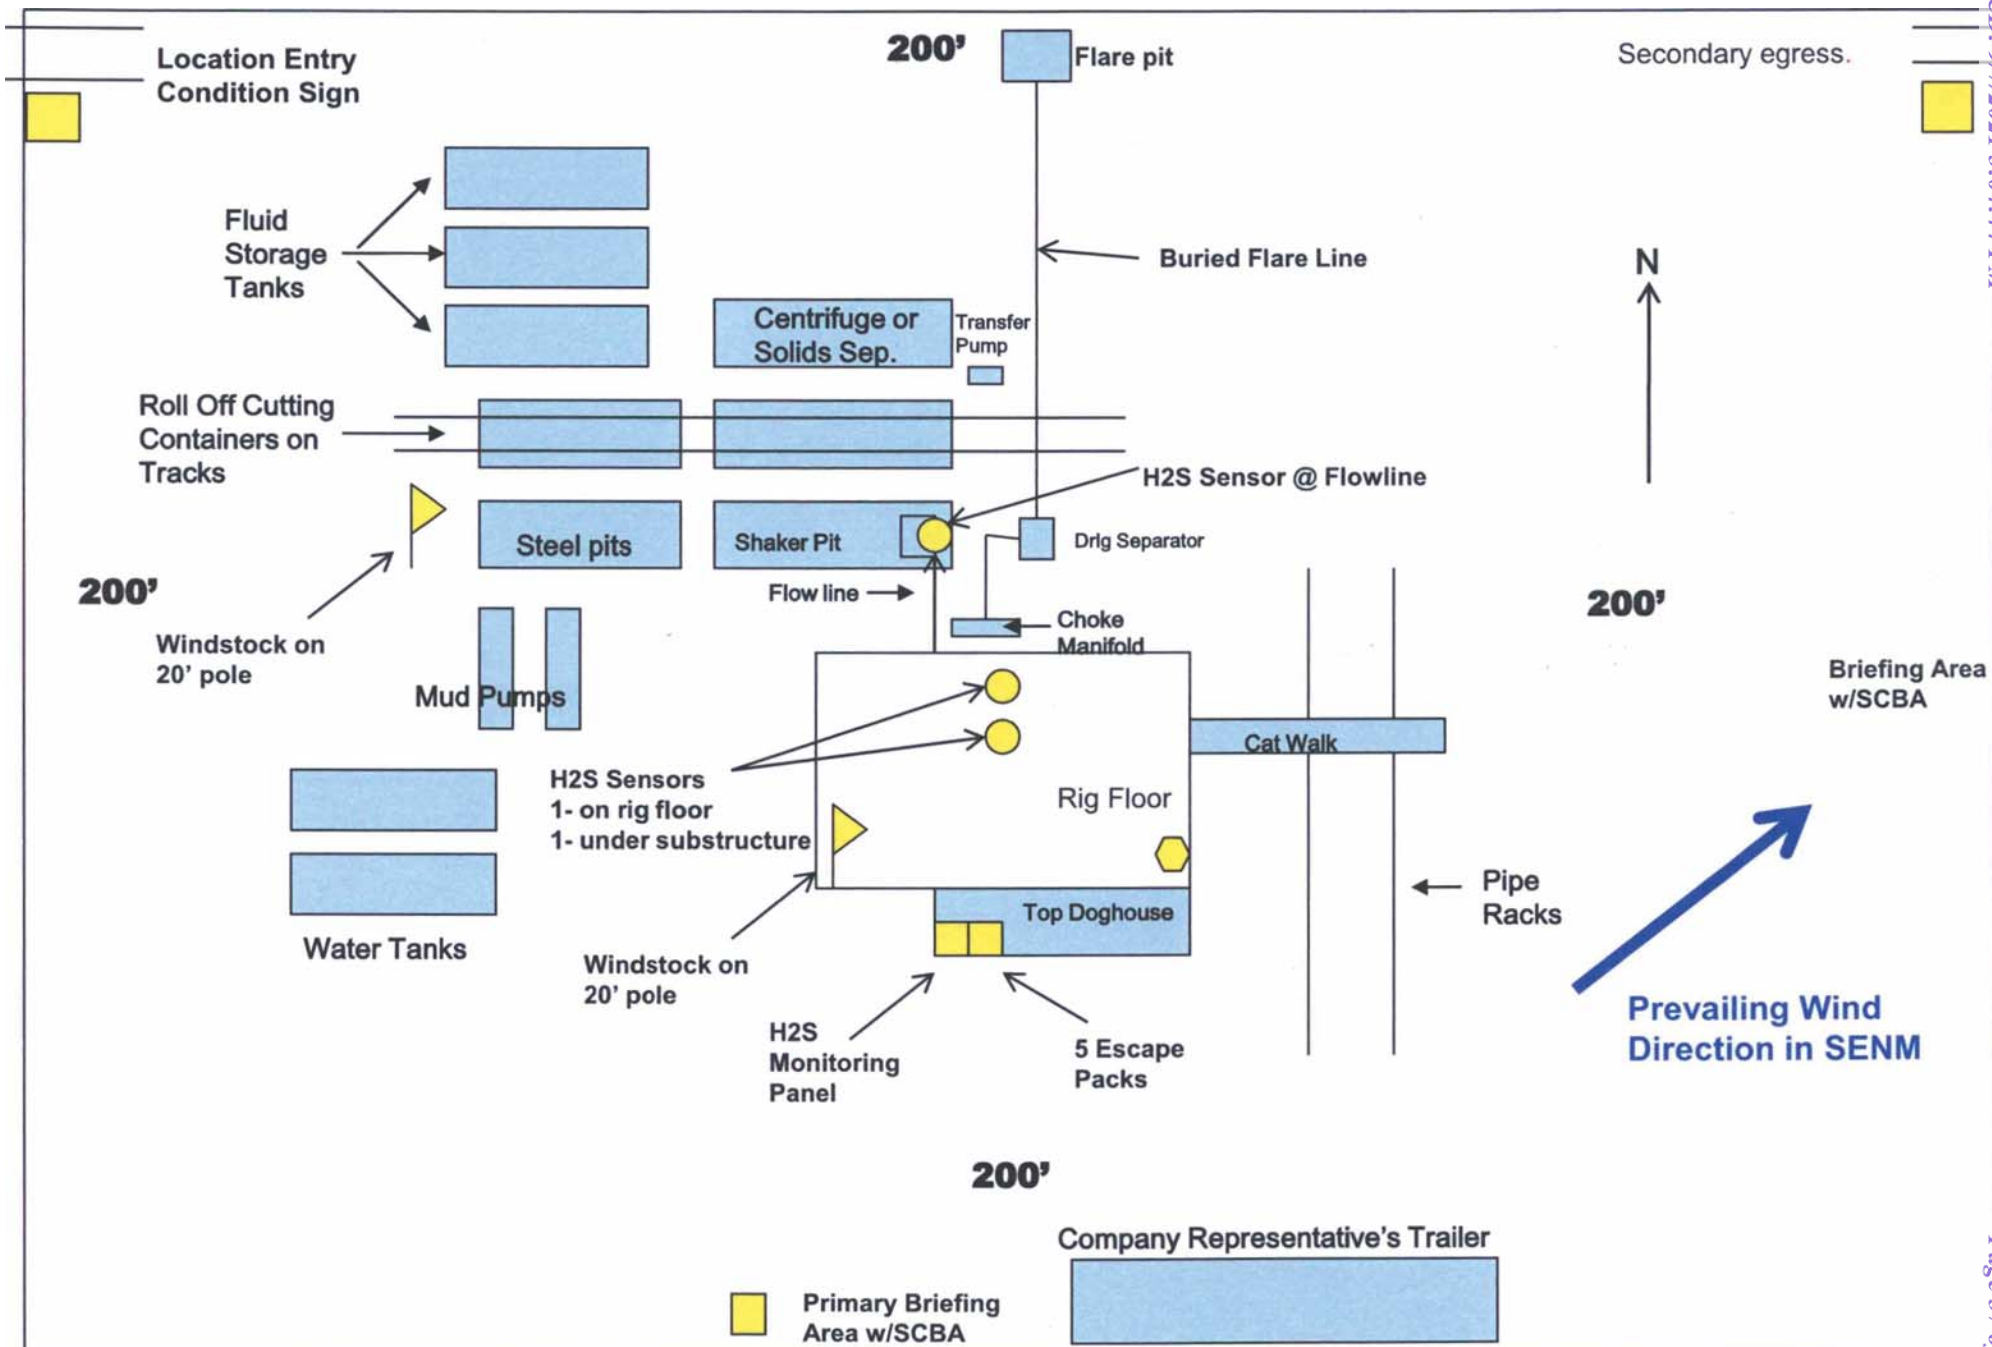 Location Entry
Condition Sign
200'
Flare pit
Secondary egress.
Fluid
Storage
Tanks
Buried Flare Line
N
Centrifuge or
Solids Sep.
Transfer
Pump
Roll Off Cutting
Containers on
Tracks
H2S Sensor @ Flowline
Steel pits
Shaker Pit
Drlg Separator
200'
Flow line
200'
Windstock on
20' pole
Choke
Manifold
Mud Pumps
Briefing Area
w/SCBA
Cat Walk
H2S Sensors
1- on rig floor
1- under substructure
Rig Floor
Pipe
Racks
Top Doghouse
Water Tanks
Windstock on
20' pole
H2S
Monitoring
Panel
5 Escape
Packs
Prevailing Wind
Direction in SENM
200'
Company Representative's Trailer
Primary Briefing
Area w/SCBA